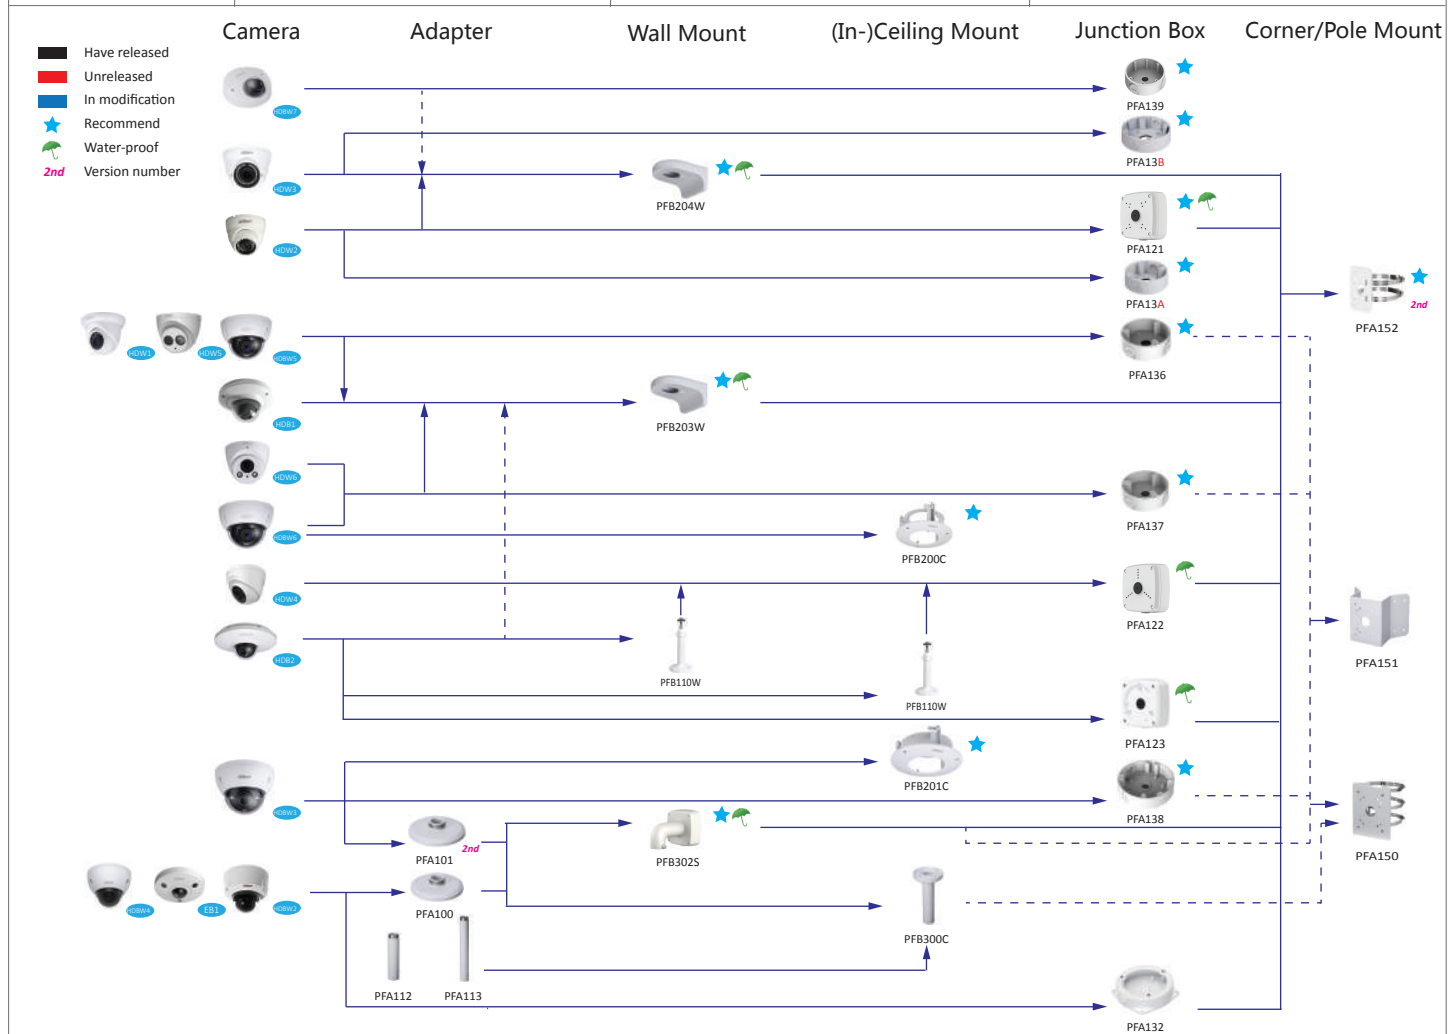 Camera
Adapter
Wall Mount
(In-)Ceiling Mount
Junction Box
Corner/Pole Mount
Have released
Unreleased
In modification
Recommend
Water-proof
2nd Version number
HDBW7
PFA139
PFA13B
HDW3
PFB204W
HDW2
PFA121
PFA13A
2nd
PFA152
HDW1
HDW5
HDBW5
PFA136
HDB1
PFB203W
HDW6
PFA137
HDBW6
PFB200C
HDW4
PFA122
HDB2
PFB110W
PFA151
PFB110W
PFA123
PFB201C
HDBW3
PFA138
PFA101
2nd
PFB302S
PFA150
HDBW4
EB1
HDBW2
PFA100
PFB300C
PFA112
PFA113
PFA132